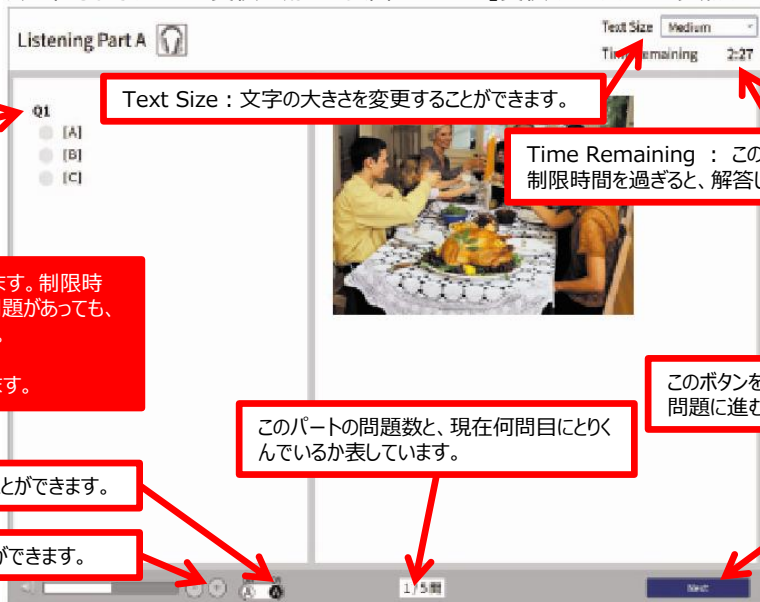 Listening Part A
Text Size Medium
Time Remaining 2:27
Text Size：文字の大きさを変更することができます。
Q1
[A]
[B]
[C]
Time Remaining ： この
制限時間を過ぎると、解答し
ます。制限時
題があっても、
ます。
このボタンを
問題に進む
このパートの問題数と、現在何問目にとりく
んでいるか表しています。
とができます。
ができます。
1/5問
Next